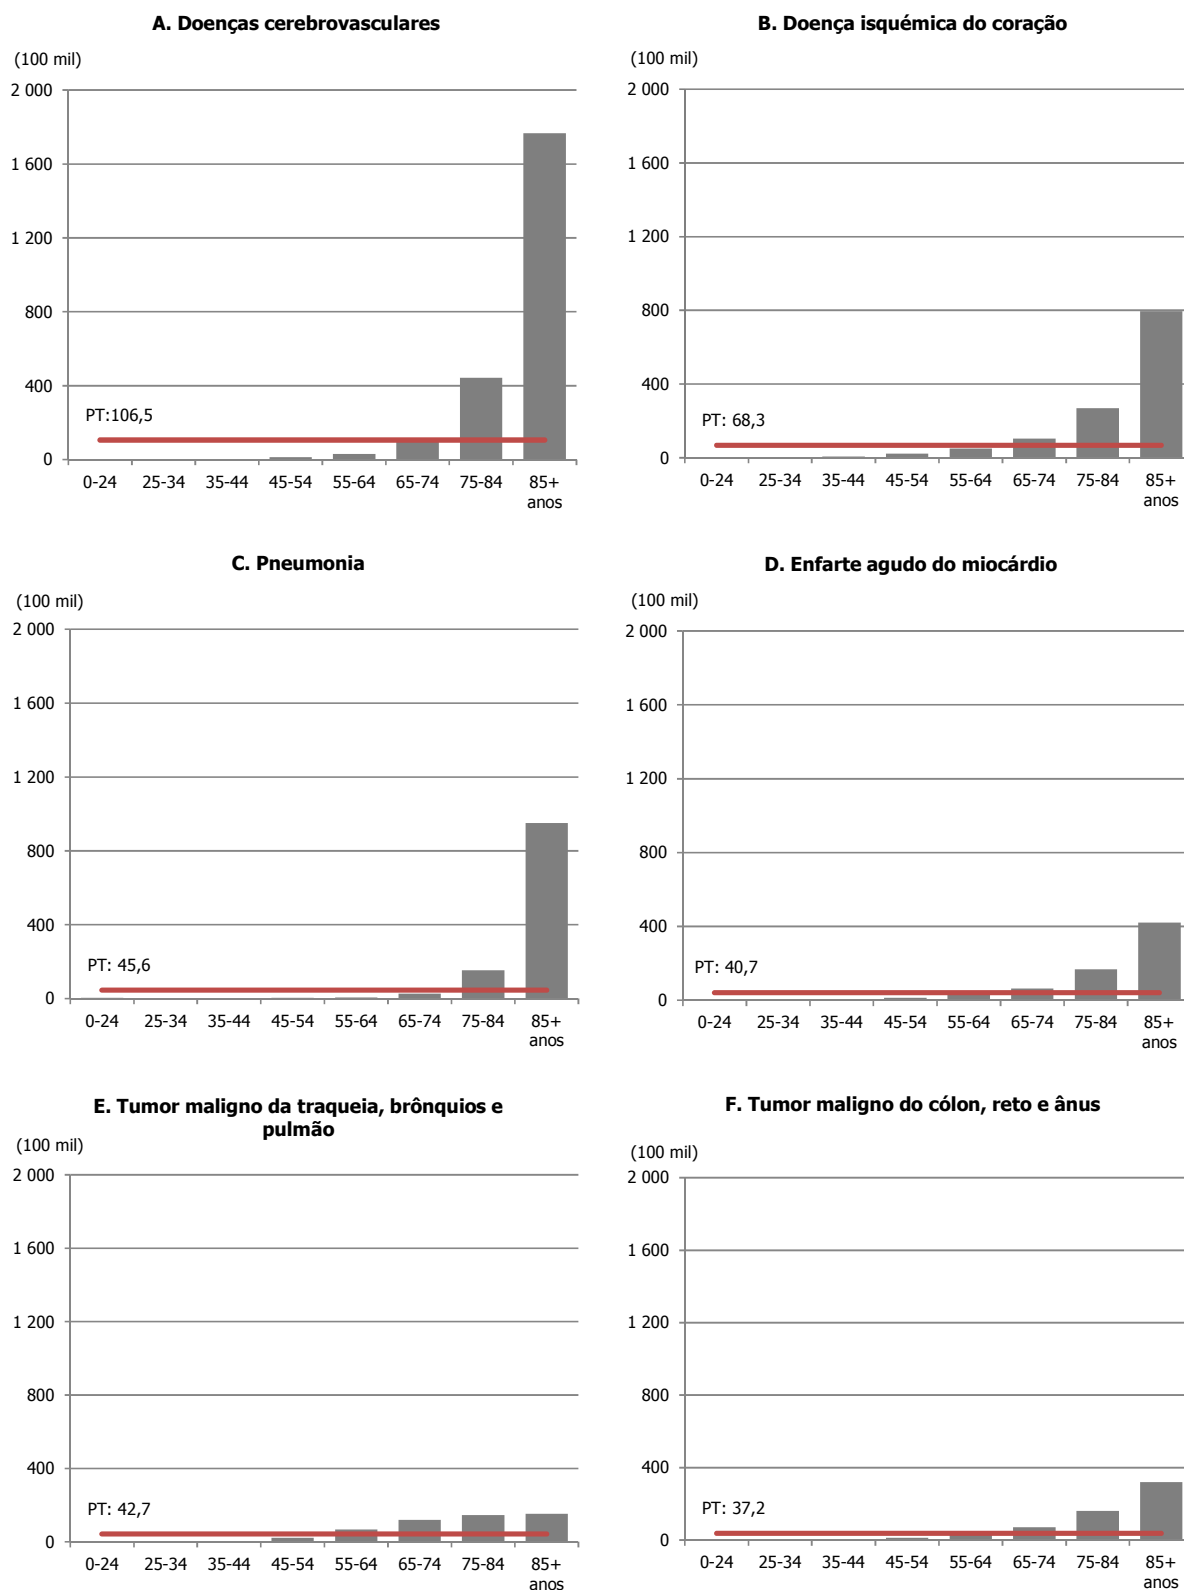 A. Doenças cerebrovasculares
(100 mil)
2 000
1 600
1 200
800
400
0
PT:106,5
0-24 25-34 35-44 45-54 55-64 65-74 75-84 85+
anos
B. Doença isquémica do coração
(100 mil)
2 000
1 600
1 200
800
400
0
PT: 68,3
0-24 25-34 35-44 45-54 55-64 65-74 75-84 85+
anos
C. Pneumonia
(100 mil)
2 000
1 600
1 200
800
400
0
PT: 45,6
0-24 25-34 35-44 45-54 55-64 65-74 75-84 85+
anos
D. Enfarte agudo do miocárdio
(100 mil)
2 000
1 600
1 200
800
400
0
PT: 40,7
0-24 25-34 35-44 45-54 55-64 65-74 75-84 85+
anos
E. Tumor maligno da traqueia, brônquios e
pulmão
(100 mil)
2 000
1 600
1 200
800
400
0
PT: 42,7
0-24 25-34 35-44 45-54 55-64 65-74 75-84 85+
anos
F. Tumor maligno do cólon, reto e ânus
(100 mil)
2 000
1 600
1 200
800
400
0
PT: 37,2
0-24 25-34 35-44 45-54 55-64 65-74 75-84 85+
anos